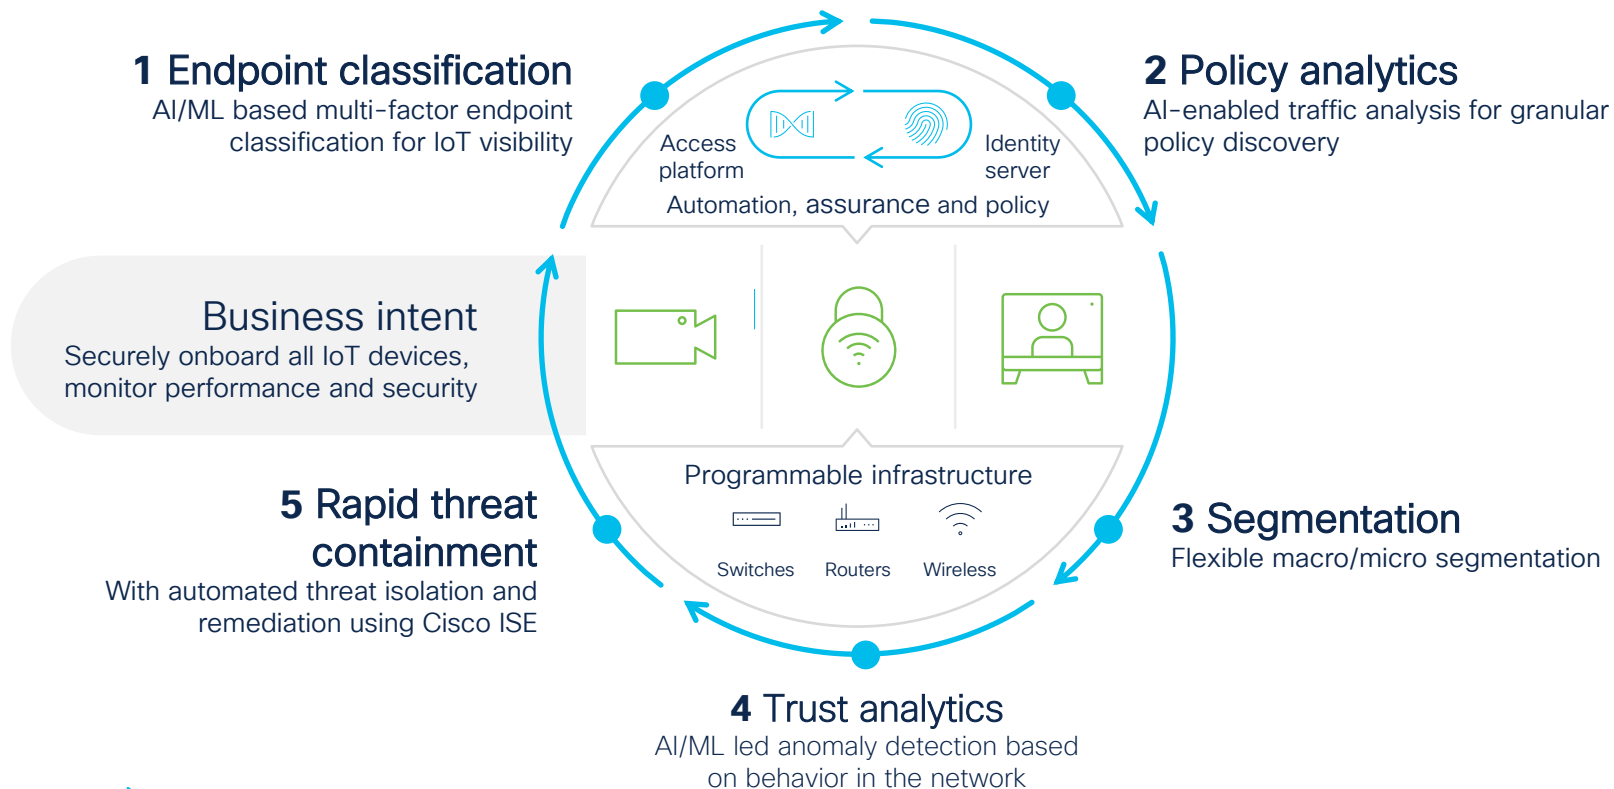 1 Endpoint classification
AI/ML based multi-factor endpoint
classification for IoT visibility
2 Policy analytics
AI-enabled traffic analysis for granular
policy discovery
Access
platform
Identity
server
Automation, assurance and policy
Business intent
Securely onboard all IoT devices,
monitor performance and security
Programmable infrastructure
Switches
Routers
Wireless
3 Segmentation
Flexible macro/micro segmentation
4 Trust analytics
AI/ML led anomaly detection based
on behavior in the network
5 Rapid threat
containment
With automated threat isolation and
remediation using Cisco ISE